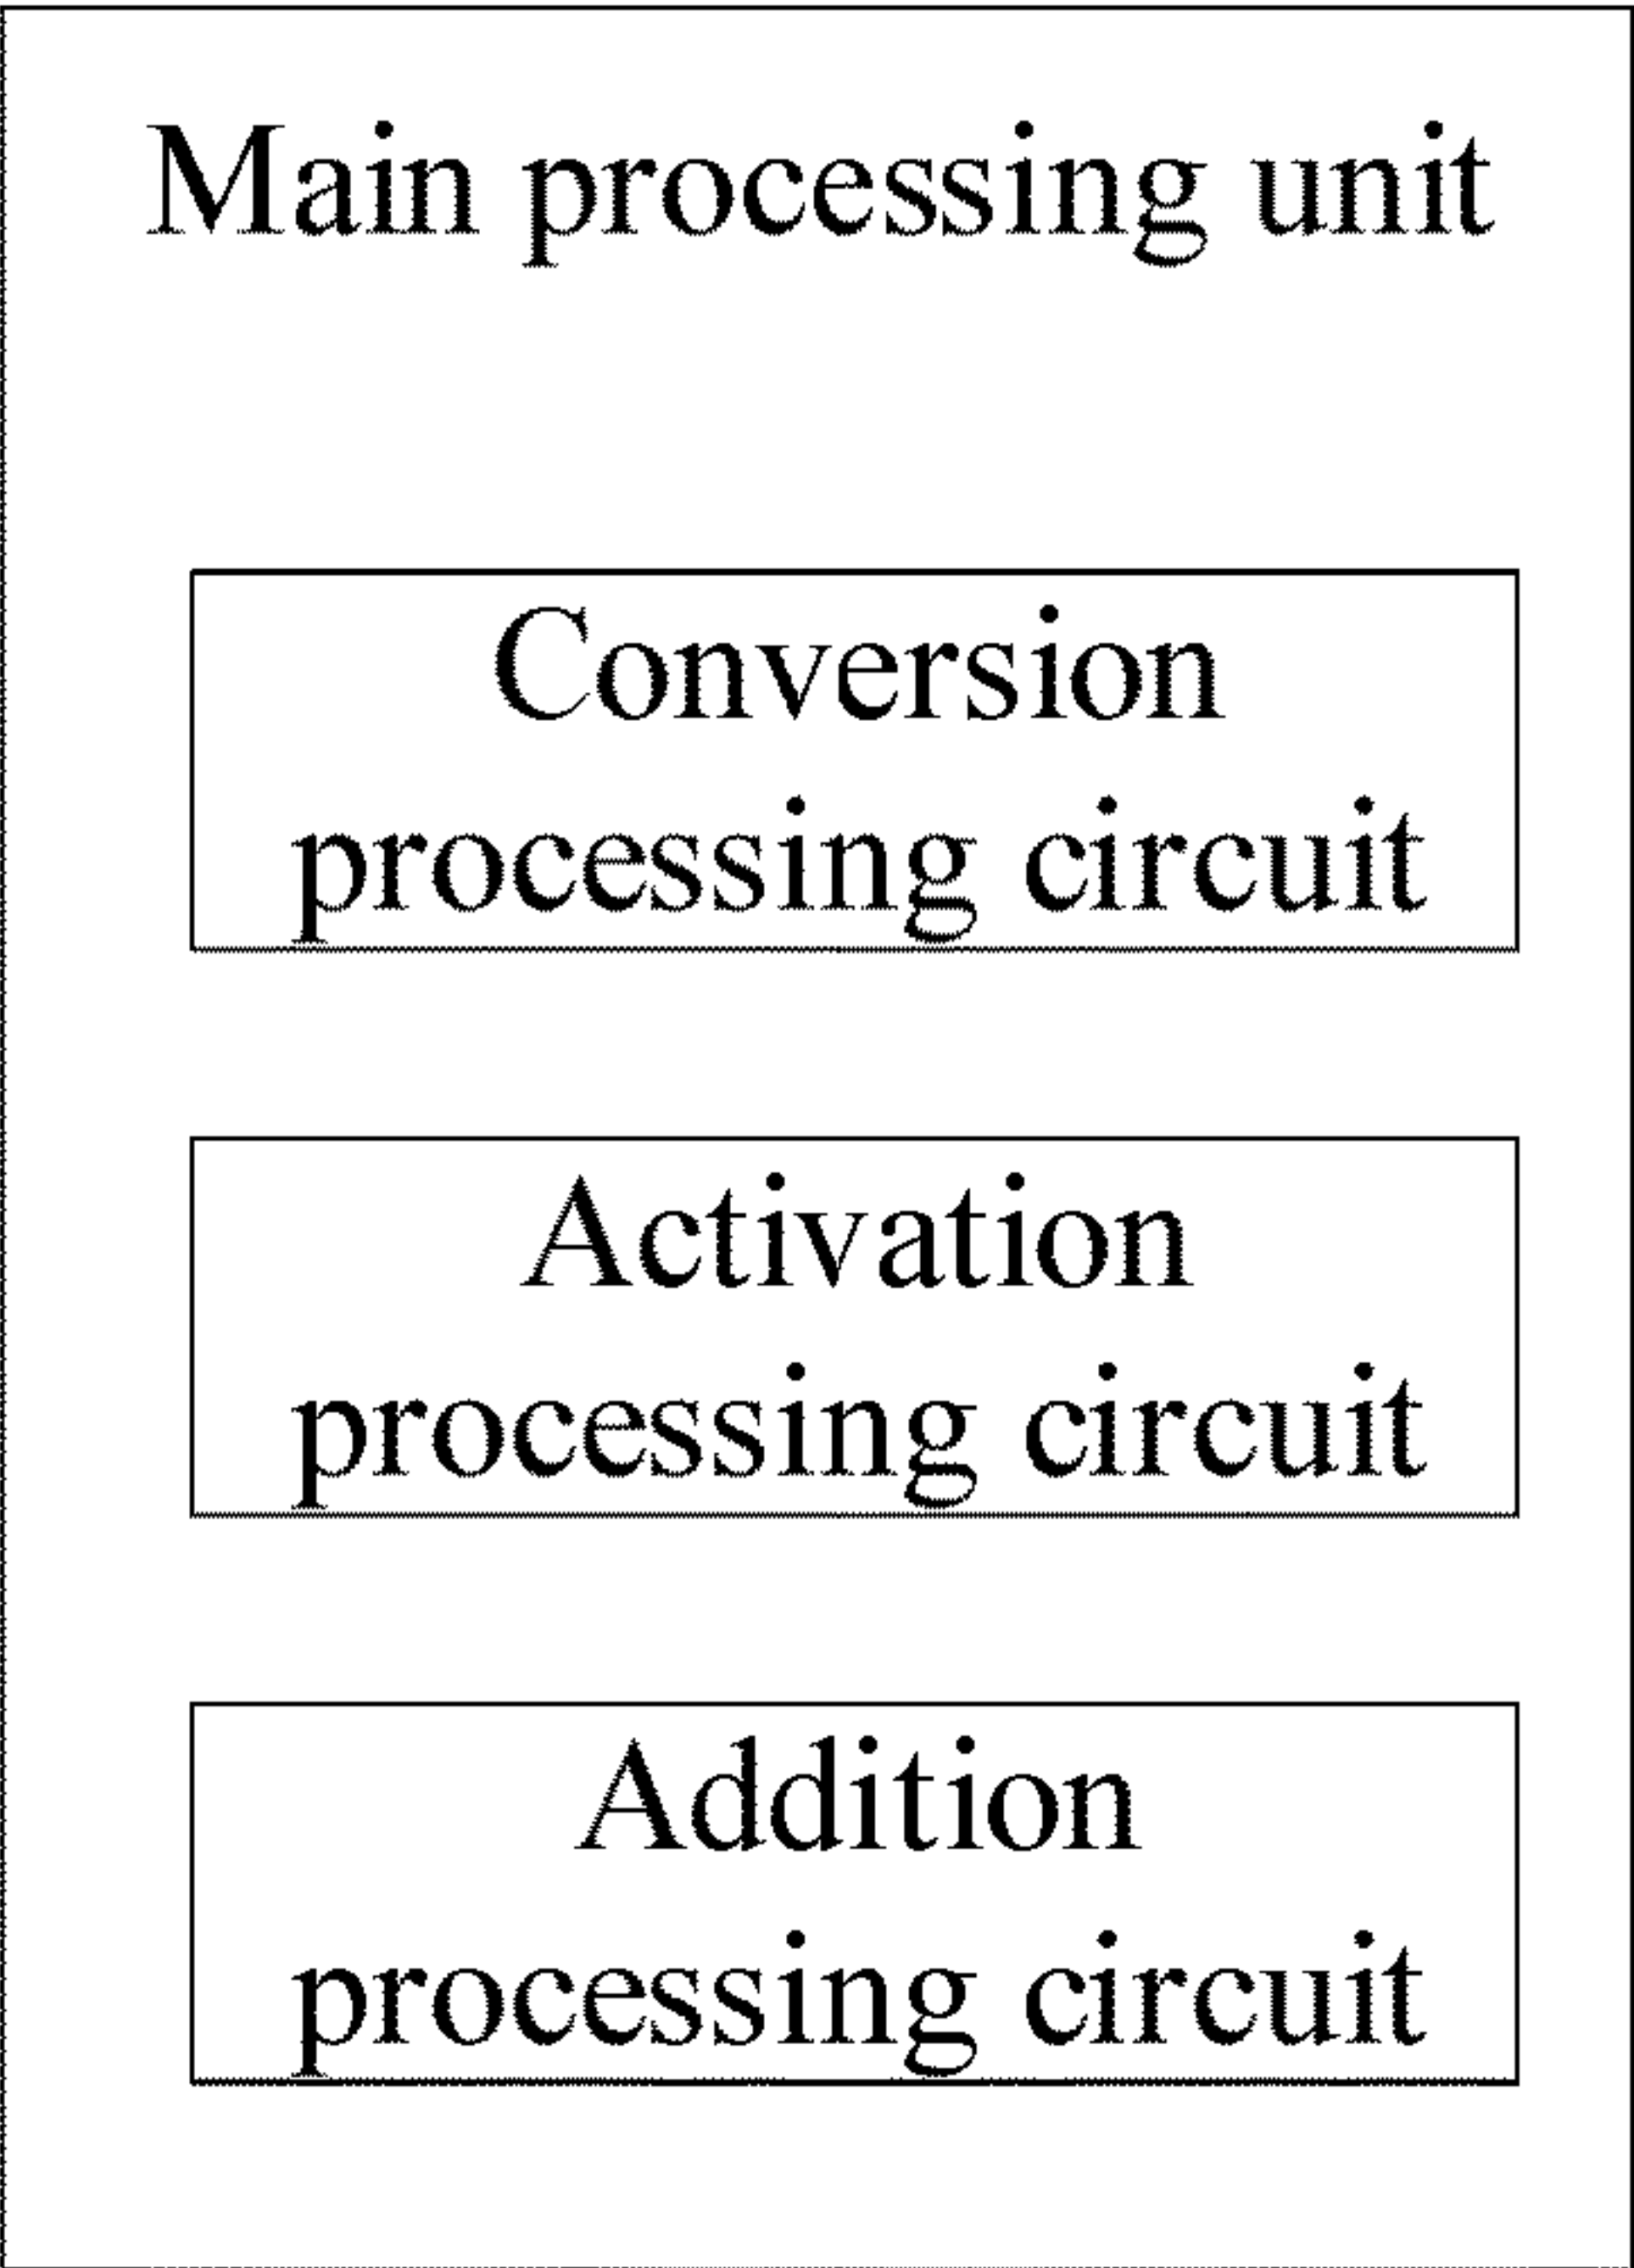 Main processing unit
Conversion
processing circuit
Activation
processing circuit
Addition
processing circuit